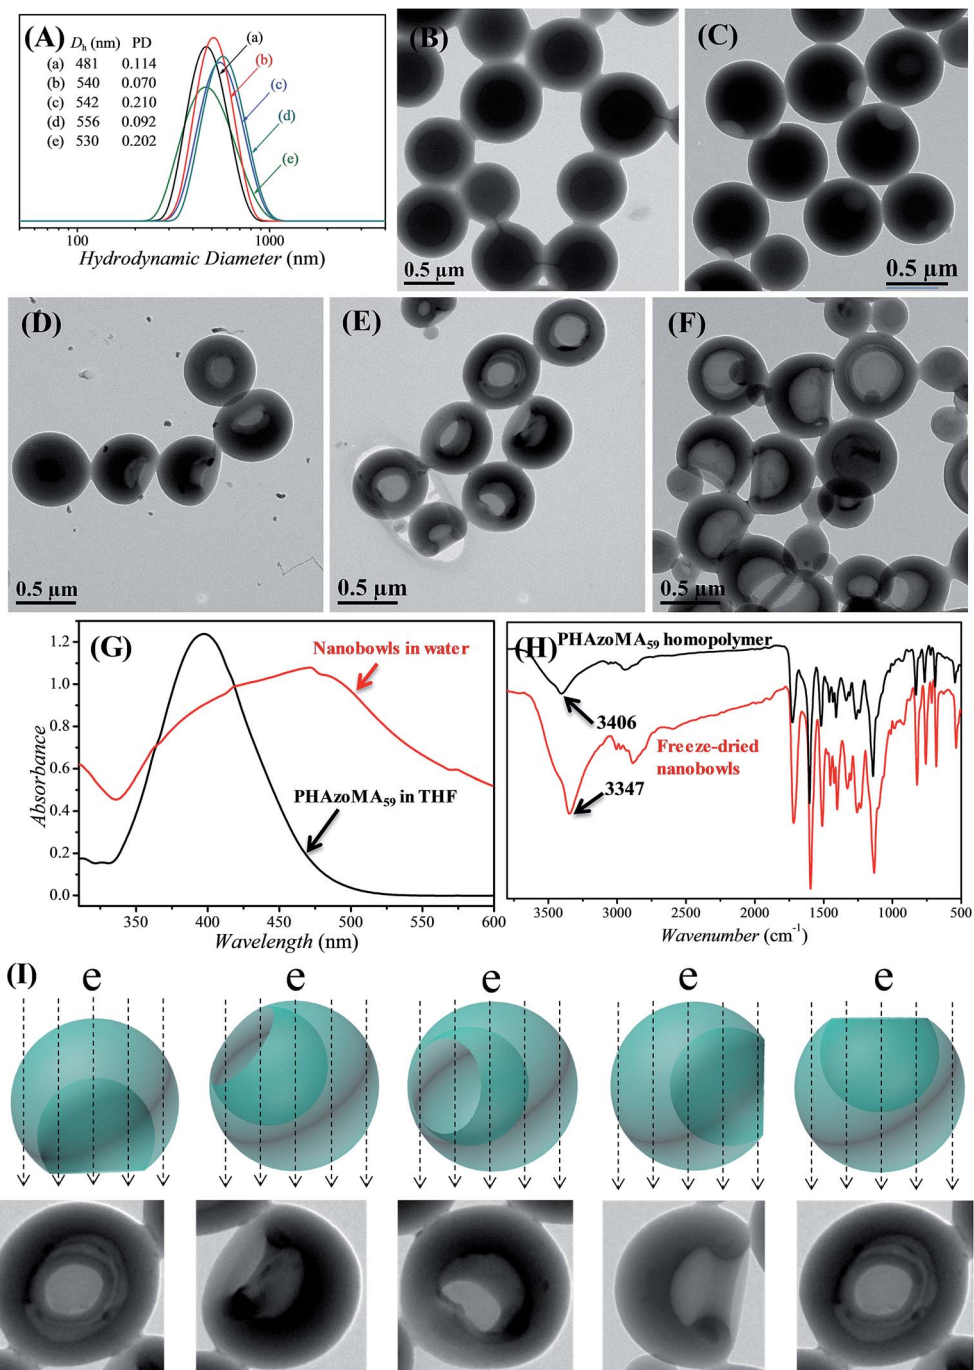 (A)
Dh (nm) PD
(a) 481 0.114
(b) 540 0.070
(c) 542 0.210
(d) 556 0.092
(e) 530 0.202
(a)
(b)
(c)
(d)
(e)
100 1000
Hydrodynamic Diameter (nm)
(B)
0.5 µm
(C)
0.5 µm
(D)
0.5 µm
(E)
0.5 µm
(F)
0.5 µm
(G)
1.2
1.0
0.8
0.6
0.4
0.2
0.0
Absorbance
Nanobowls in water
PHAzoMA59 in THF
350 400 450 500 550 600
Wavelength (nm)
(H)
PHAzoMA59 homopolymer
3406
Freeze-dried
nanobowls
3347
3500 3000 2500 2000 1500 1000 500
Wavenumber (cm-1)
(I)
e e e e e